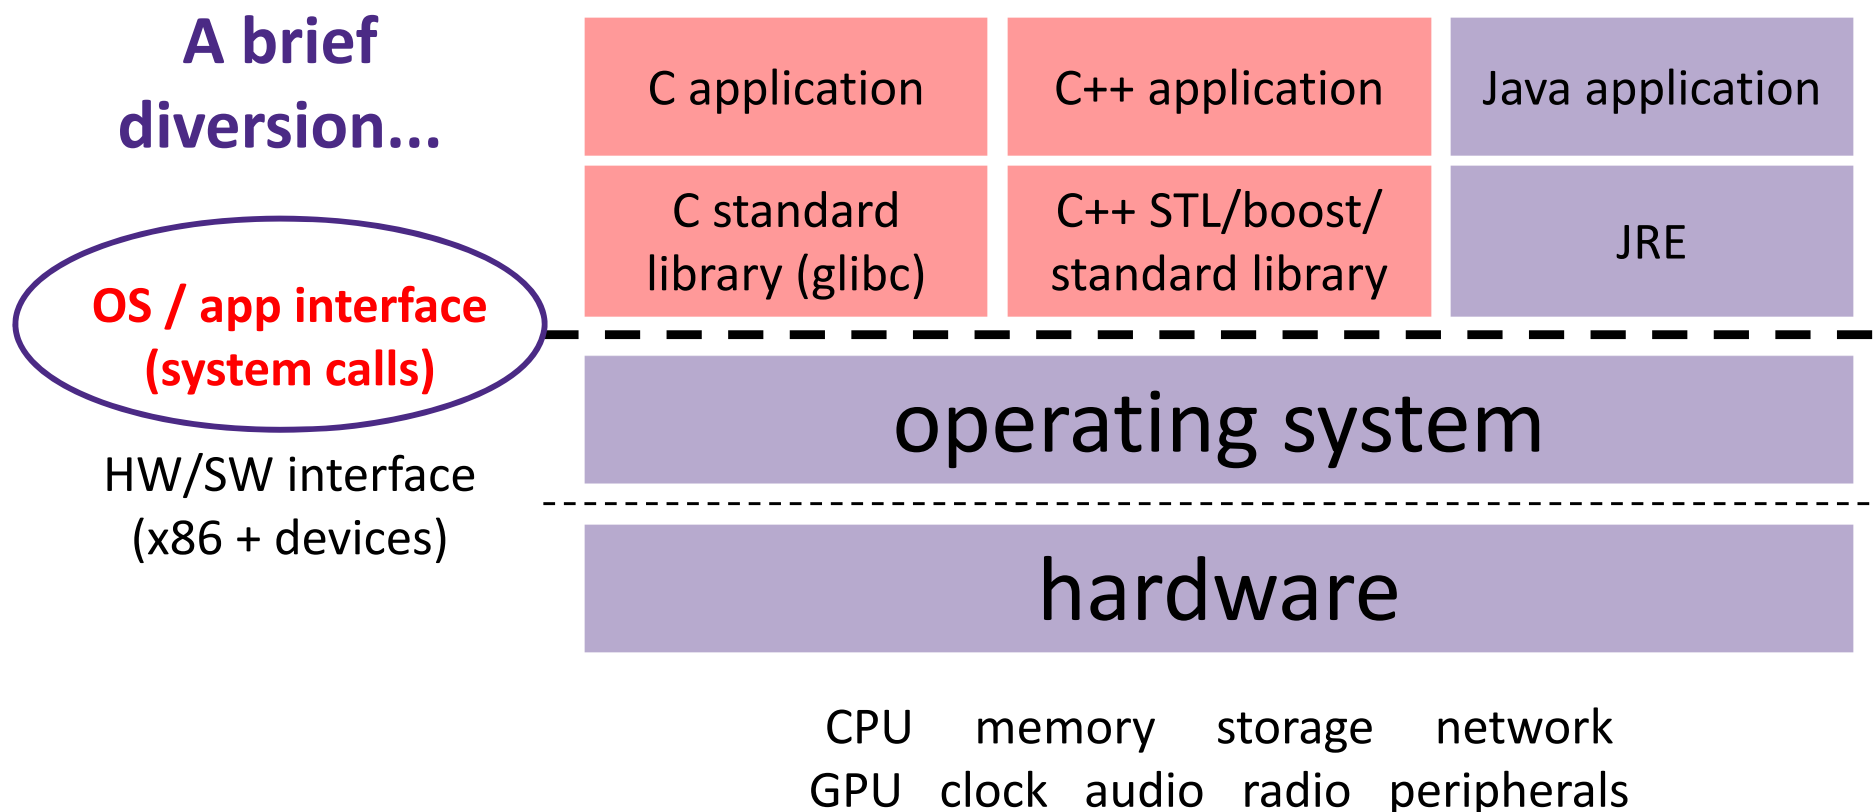 A brief
diversion...
C application
C++ application
Java application
C standard
library (glibc)
C++ STL/boost/
standard library
JRE
OS / app interface
(system calls)
operating system
HW/SW interface
(x86 + devices)
hardware
CPU memory storage network
GPU clock audio radio peripherals